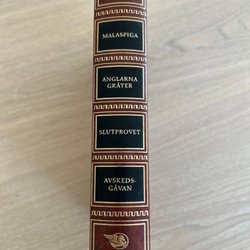 MALASPIGA
ÄNGLARNA
GRÅTER
SLUTPROVET
AVSKEDS-
GÅVAN